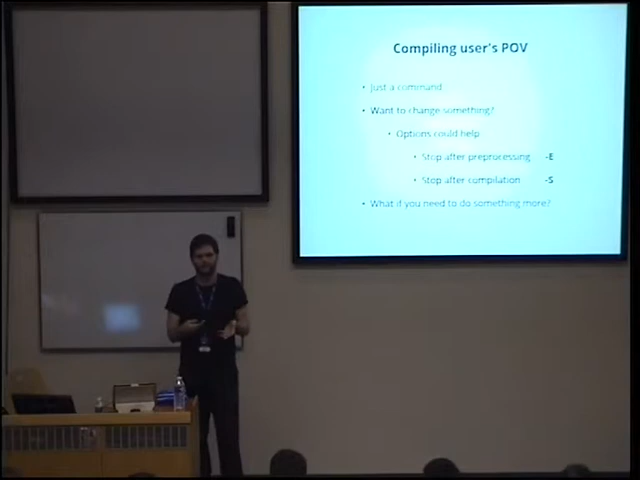 Compiling user's POV
• Just a command
• Want to change something?
• Options could help
• Stop after preprocessing -E
• Stop after compilation -S
• What if you need to do something more?